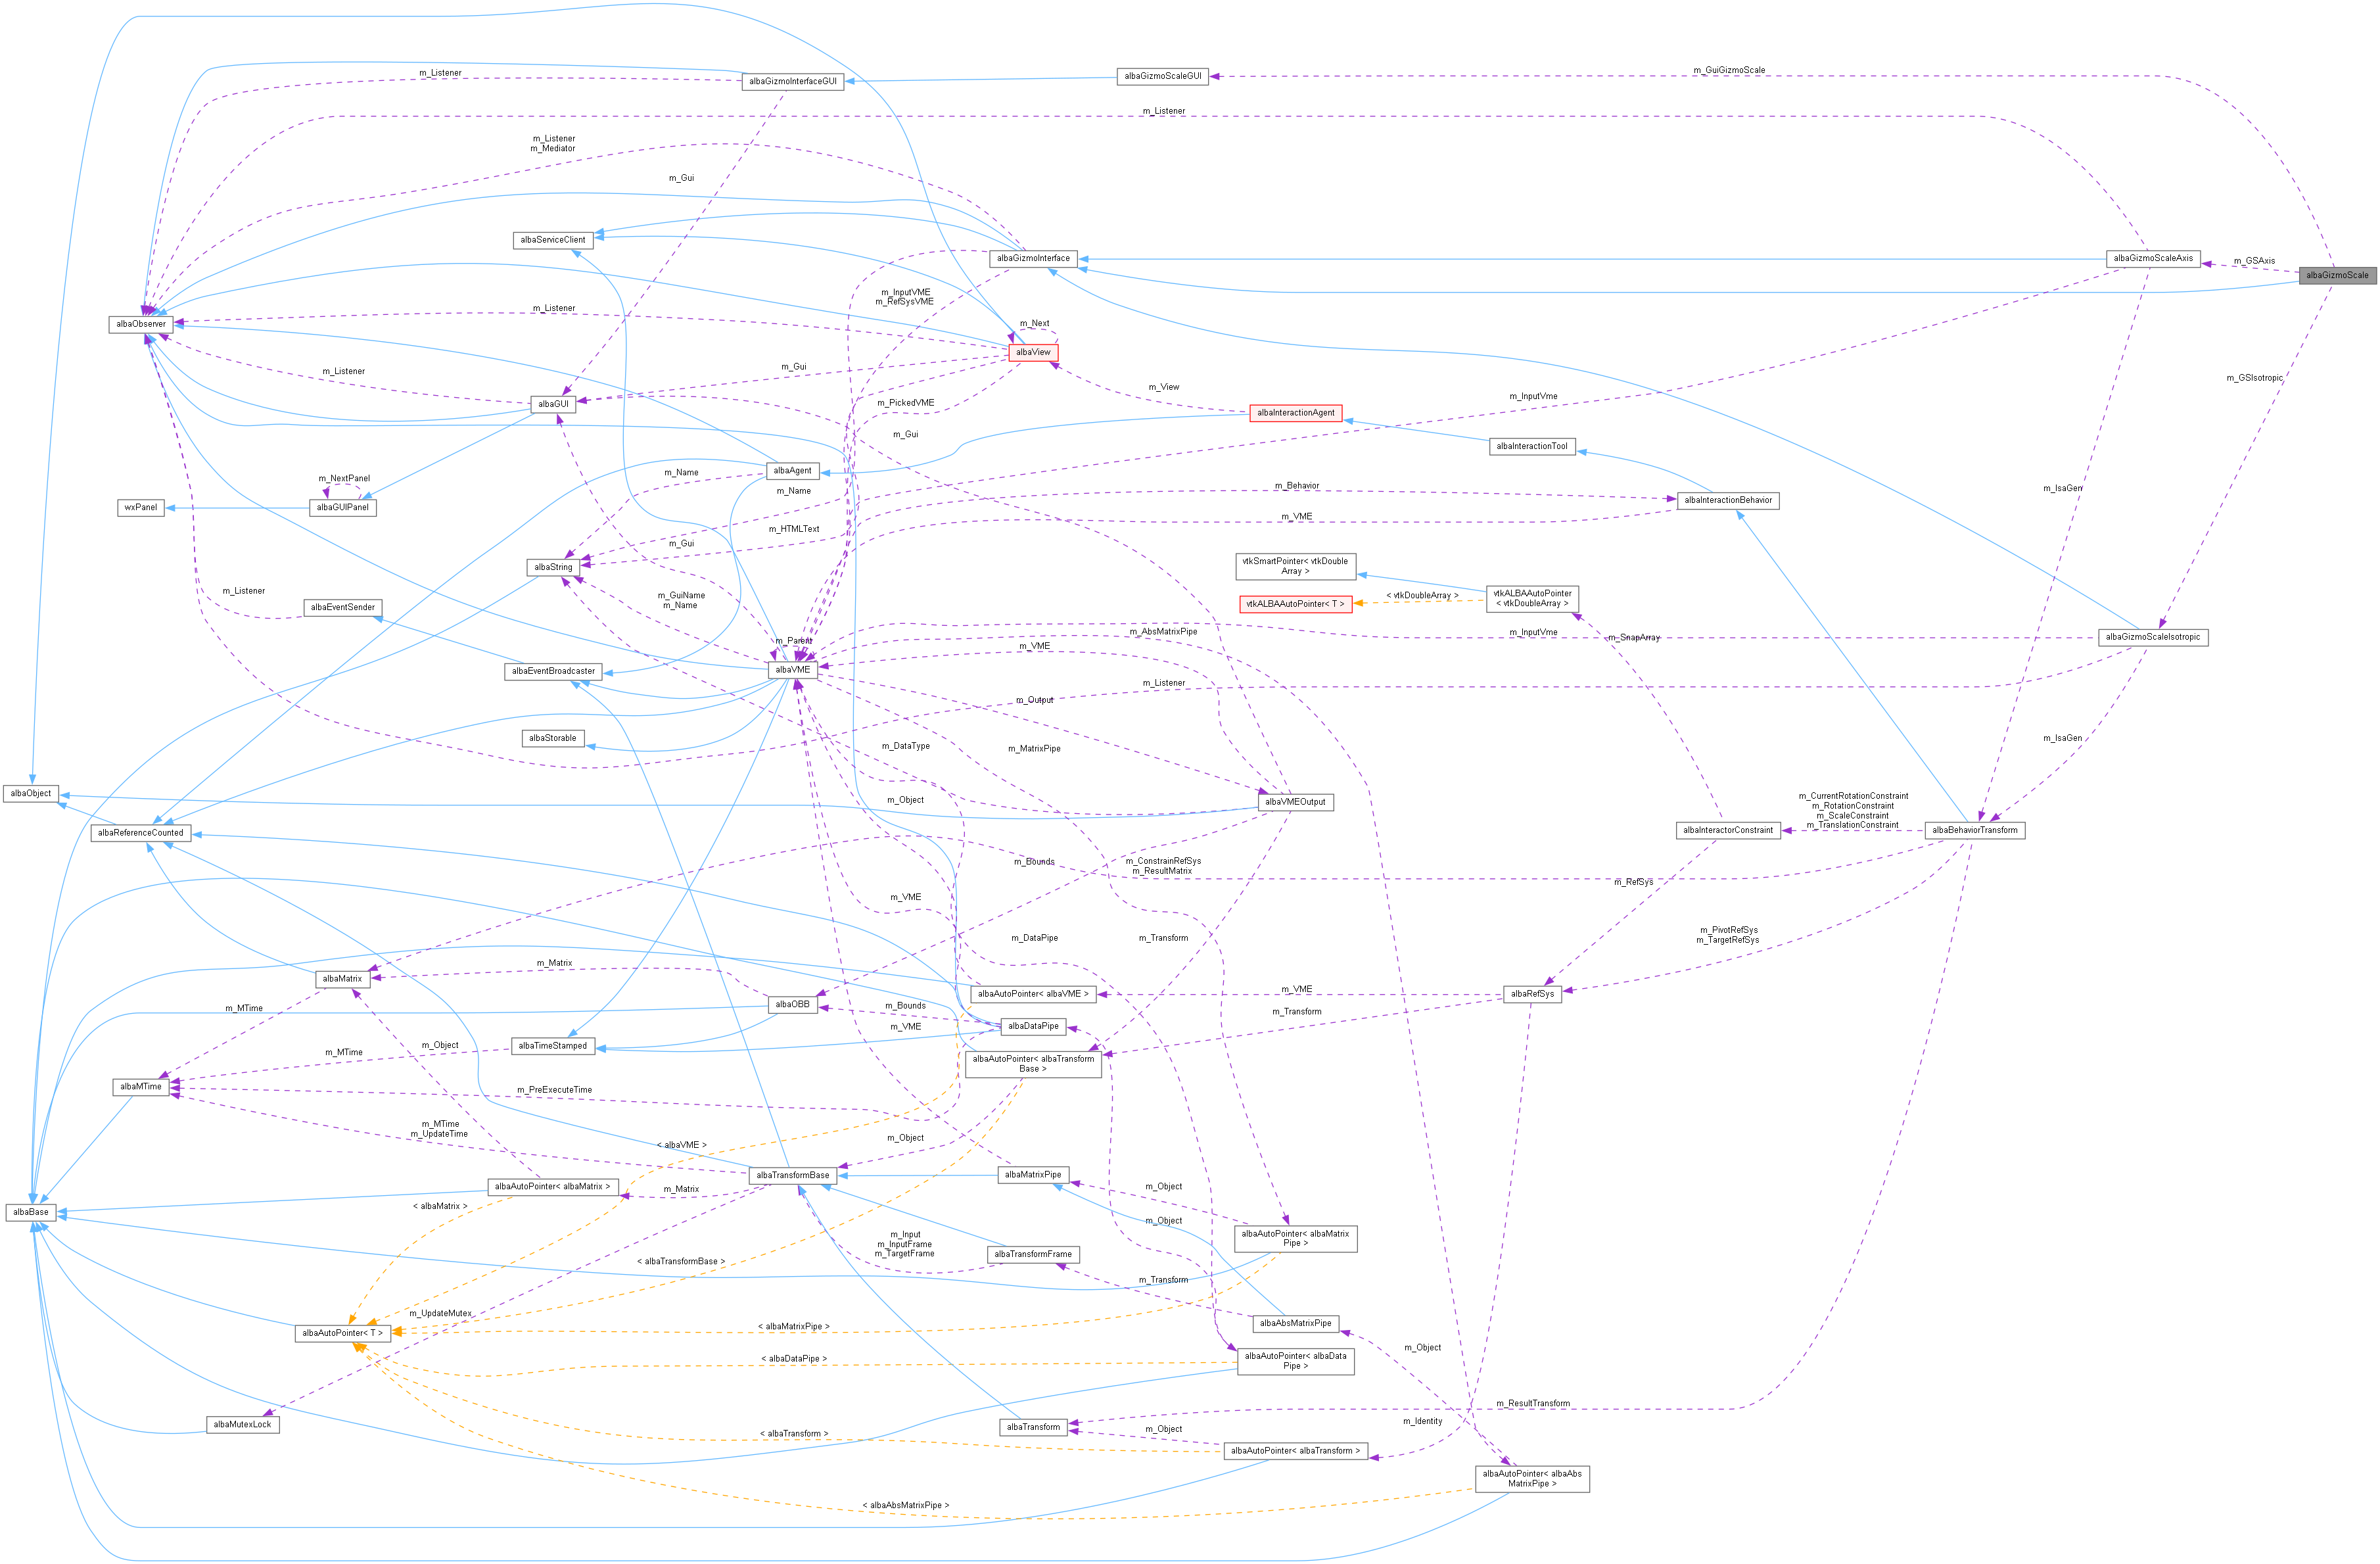 m_Listener
albaGizmoInterfaceGUI
albaGizmoScaleGUI
m_GuiGizmoScale
m_Listener
m_Listener
m_Mediator
m_Gui
albaServiceClient
albaGizmoInterface
albaGizmoScaleAxis
m_GSAxis
albaGizmoScale
m_InputVME
m_RefSysVME
m_Listener
albaObserver
m_Next
albaView
m_Listener
m_Gui
m_View
m_GSIsotropic
albaGUI
m_PickedVME
albaInteractionAgent
m_InputVme
m_Gui
albaInteractionTool
m_NextPanel
albaAgent
m_Name
m_Name
m_Behavior
m_IsaGen
wxPanel
albaGUIPanel
albaInteractionBehavior
m_HTMLText
m_VME
m_Gui
albaString
vtkSmartPointer< vtkDouble
Array >
m_Listener
m_GuiName
m_Name
vtkALBAAutoPointer< T >
< vtkDoubleArray >
vtkALBAAutoPointer
< vtkDoubleArray >
albaEventSender
m_Parent
m_AbsMatrixPipe
m_InputVme
m_SnapArray
albaGizmoScaleIsotropic
m_VME
albaEventBroadcaster
albaVME
m_Listener
m_Output
albaStorable
m_DataType
m_MatrixPipe
m_IsaGen
albaObject
m_Object
albaVMEOutput
m_CurrentRotationConstraint
m_RotationConstraint
m_ScaleConstraint
m_TranslationConstraint
albaReferenceCounted
albaInteractorConstraint
albaBehaviorTransform
m_Bounds
m_ConstrainRefSys
m_ResultMatrix
m_RefSys
m_VME
m_DataPipe
m_Transform
m_PivotRefSys
m_TargetRefSys
m_Matrix
albaMatrix
m_VME
albaAutoPointer< albaVME >
albaRefSys
m_MTime
albaOBB
m_Bounds
m_Transform
m_VME
albaDataPipe
m_Object
albaTimeStamped
m_MTime
albaAutoPointer< albaTransform
Base >
albaMTime
m_PreExecuteTime
m_MTime
m_UpdateTime
m_Object
< albaVME >
albaTransformBase
albaMatrixPipe
albaAutoPointer< albaMatrix >
m_Matrix
m_Object
albaBase
< albaMatrix >
m_Object
albaAutoPointer< albaMatrix
Pipe >
m_Input
m_InputFrame
m_TargetFrame
albaTransformFrame
< albaTransformBase >
m_Transform
m_UpdateMutex
albaAutoPointer< T >
< albaMatrixPipe >
albaAbsMatrixPipe
m_Object
< albaDataPipe >
albaAutoPointer< albaData
Pipe >
m_ResultTransform
albaMutexLock
albaTransform
m_Identity
< albaTransform >
m_Object
albaAutoPointer< albaTransform >
albaAutoPointer< albaAbs
MatrixPipe >
< albaAbsMatrixPipe >